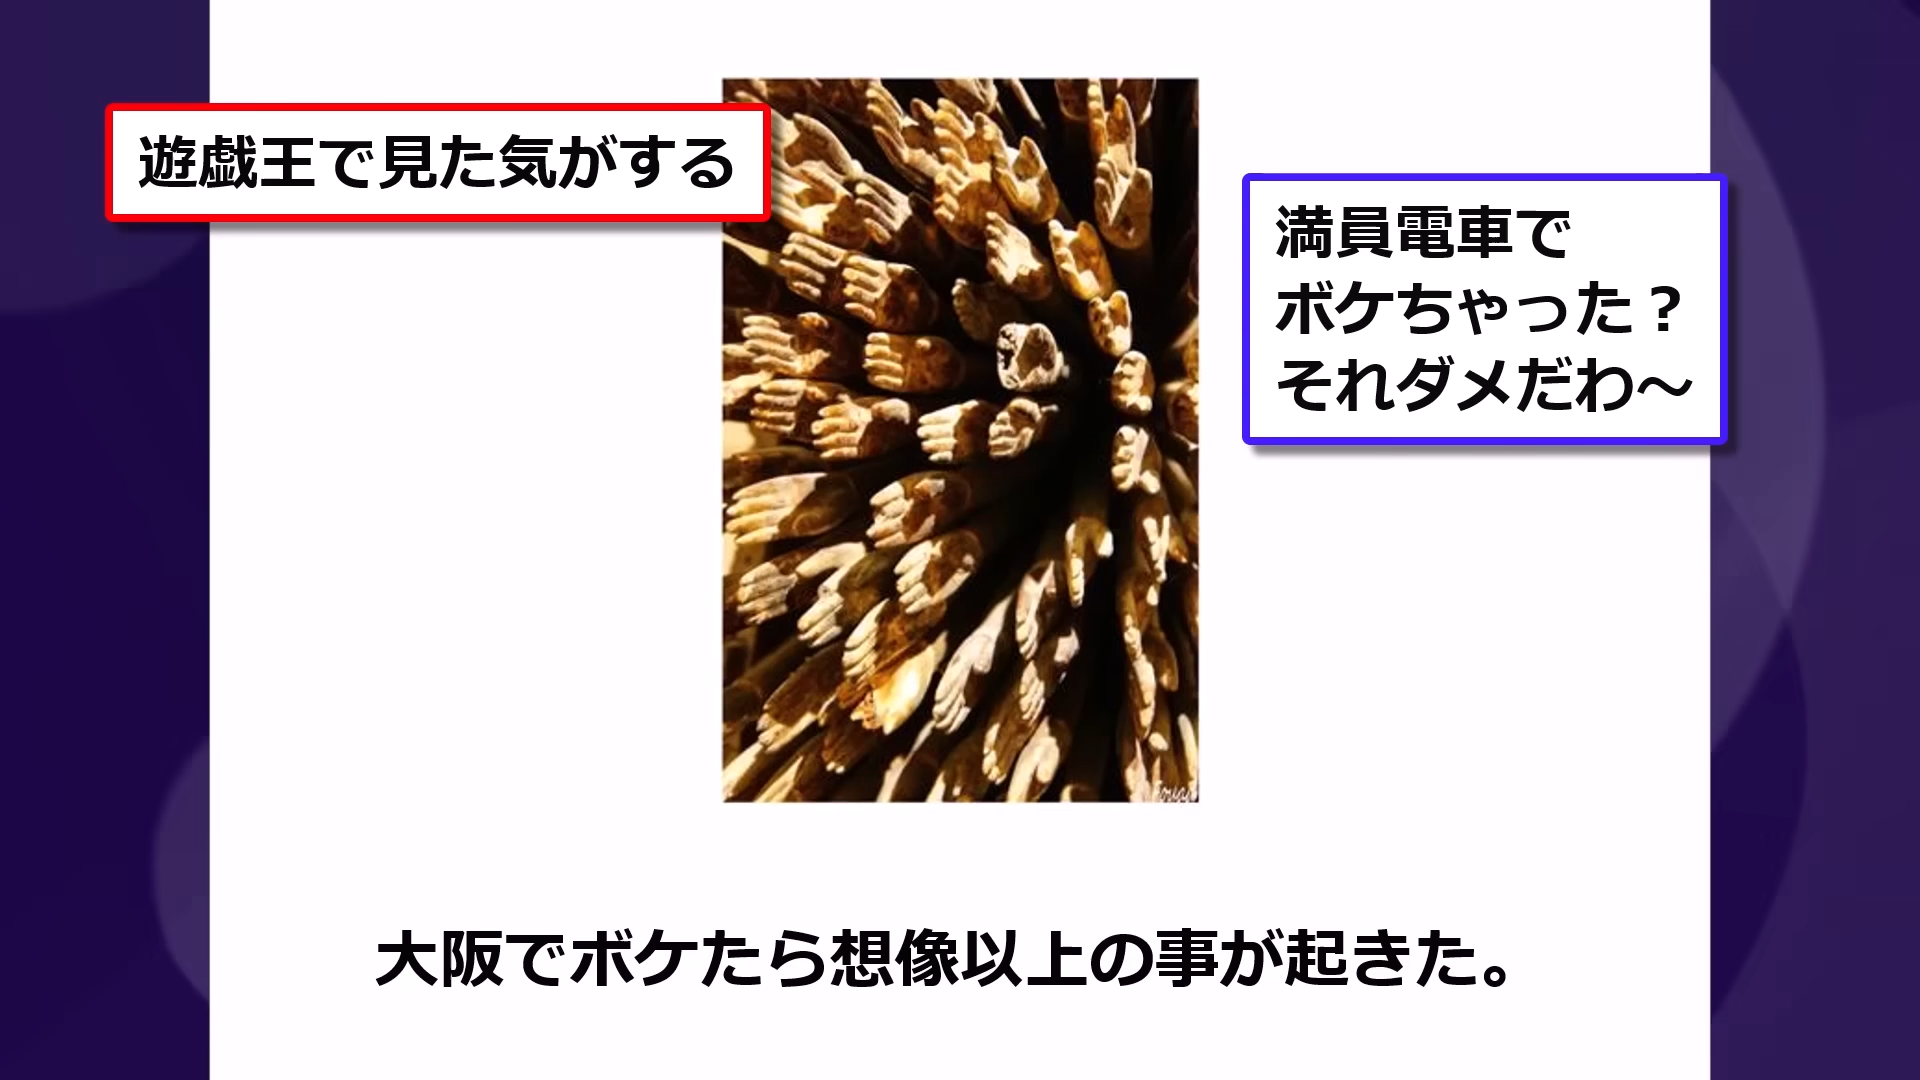 遊戯王で見た気がする
満員電車で
ボケちゃった？
それダメだわ～
大阪でボケたら想像以上の事が起きた。